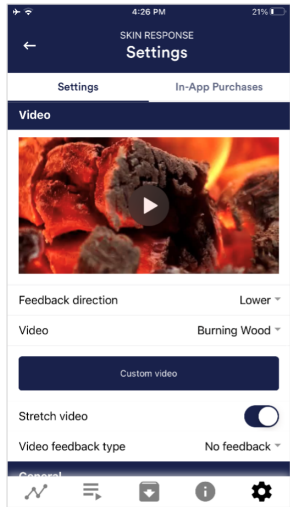 4:26 PM
21%
SKIN RESPONSE
Settings
Settings
In-App Purchases
Video
Feedback direction
Lower
Video
Burning Wood
Custom video
Stretch video
Video feedback type
No feedback
General